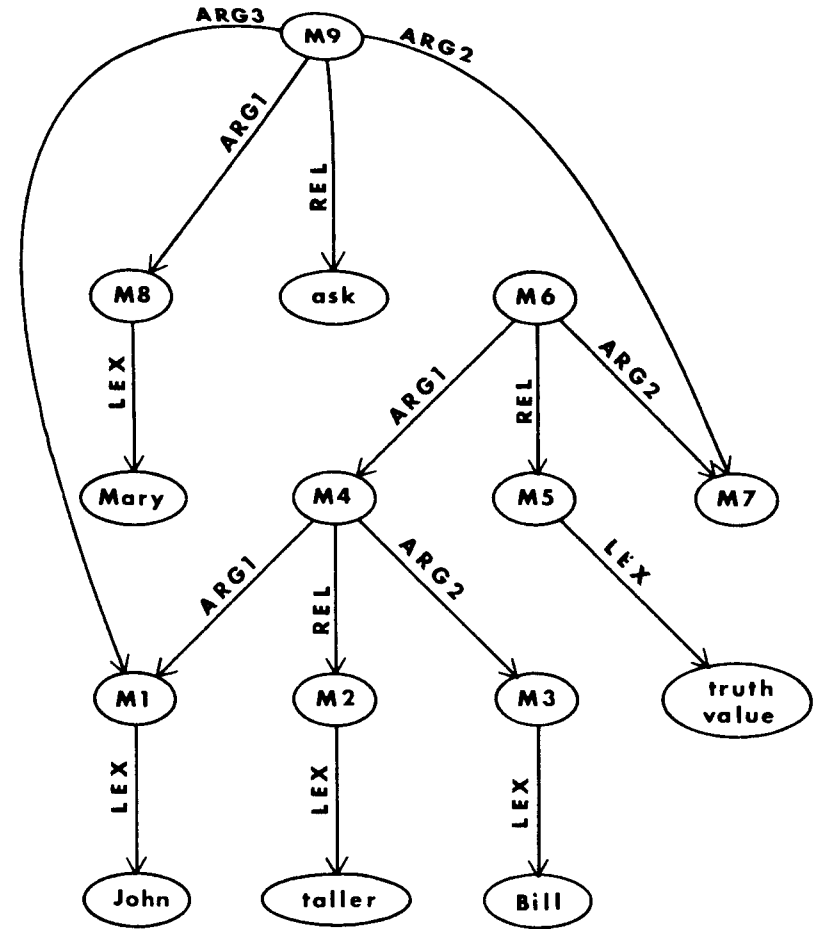 ARG3
M9
ARG2
ARG1
REL
M8
ask
M6
LEX
ARG1
REL
ARG2
Mary
M4
M5
M7
ARG1
REL
ARG2
LEX
M1
M2
M3
truth
value
LEX
LEX
LEX
John
taller
Bill